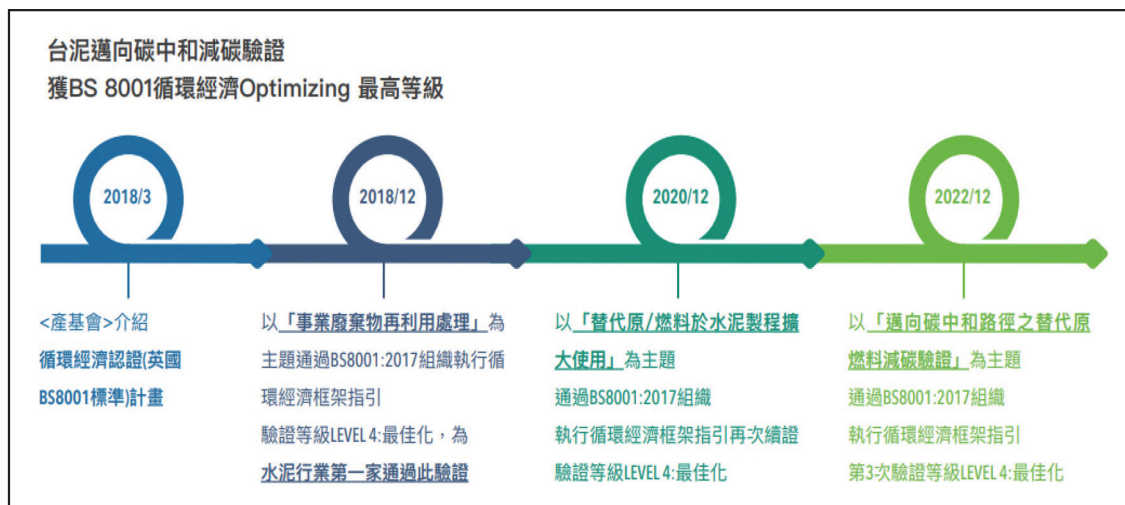 台泥邁向碳中和減碳驗證
獲BS 8001循環經濟Optimizing 最高等級
2018/3
2018/12
2020/12
2022/12
<產基會>介紹
循環經濟認證(英國
BS8001標準)計畫
以「事業廢棄物再利用處理」為
主題通過BS8001:2017組織執行循
環經濟框架指引
驗證等級LEVEL 4:最佳化，為
水泥行業第一家通過此驗證
以「替代原/燃料於水泥製程擴
大使用」為主題
通過BS8001:2017組織
執行循環經濟框架指引再次續證
驗證等級LEVEL 4:最佳化
以「邁向碳中和路徑之替代原
燃料減碳驗證」為主題
通過BS8001:2017組織
執行循環經濟框架指引
第3次驗證等級LEVEL 4:最佳化